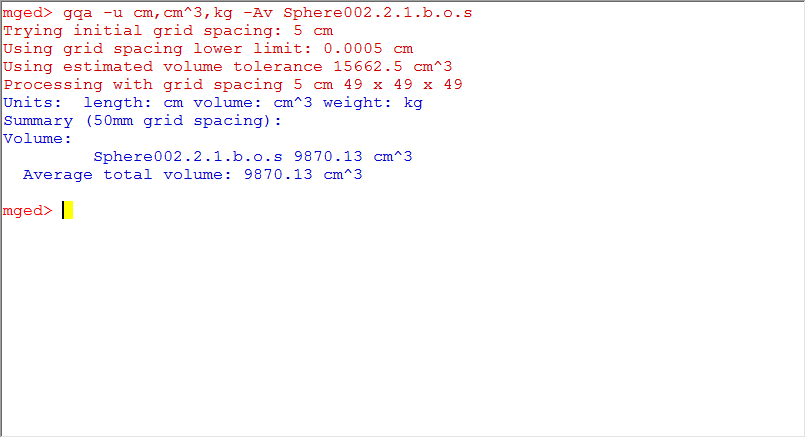 mged> gqa -u cm,cm^3,kg -Av Sphere002.2.1.b.o.s
Trying initial grid spacing: 5 cm
Using grid spacing lower limit: 0.0005 cm
Using estimated volume tolerance 15662.5 cm^3
Processing with grid spacing 5 cm 49 x 49 x 49
Units:  length: cm volume: cm^3 weight: kg
Summary (50mm grid spacing):
Volume:
         Sphere002.2.1.b.o.s 9870.13 cm^3
  Average total volume: 9870.13 cm^3
mged>